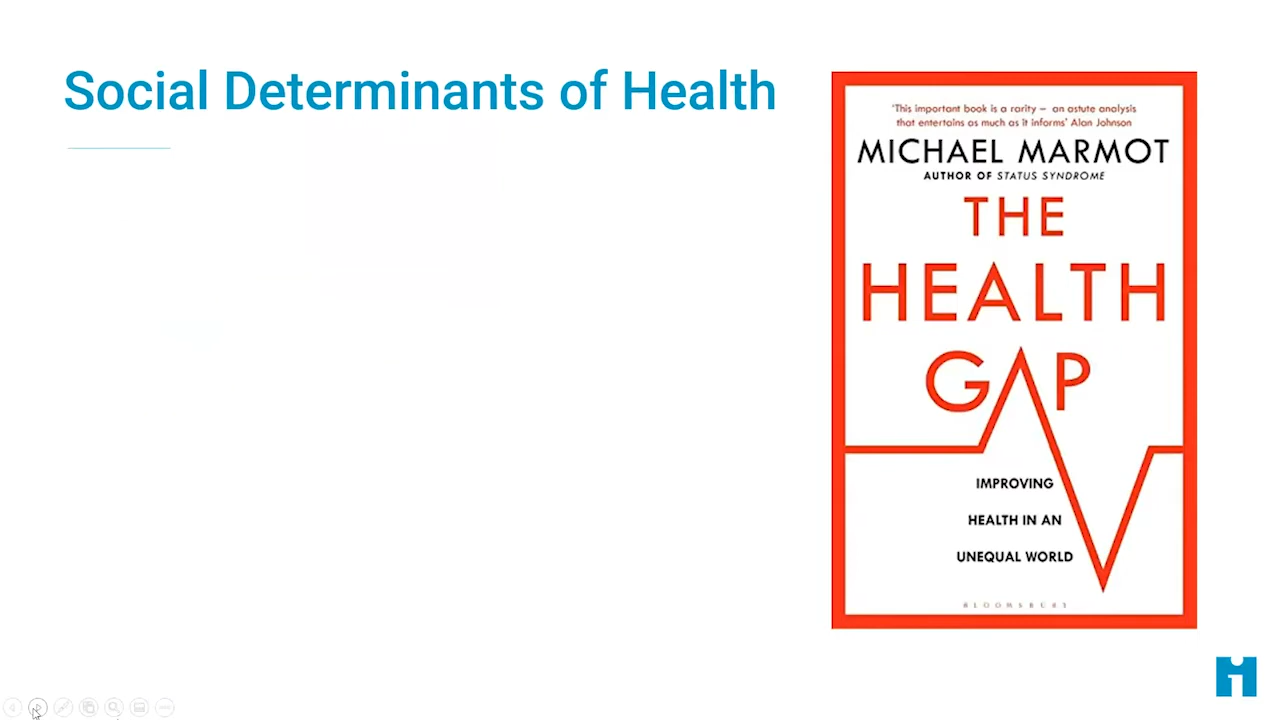 Social Determinants of Health
'This important book is a rarity – an astute analysis
that entertains as much as it informs' Alan Johnson
MICHAEL MARMOT
AUTHOR OF STATUS SYNDROME
THE
HEALTH
GAP
IMPROVING
HEALTH IN AN
UNEQUAL WORLD
BLOOMSBURY